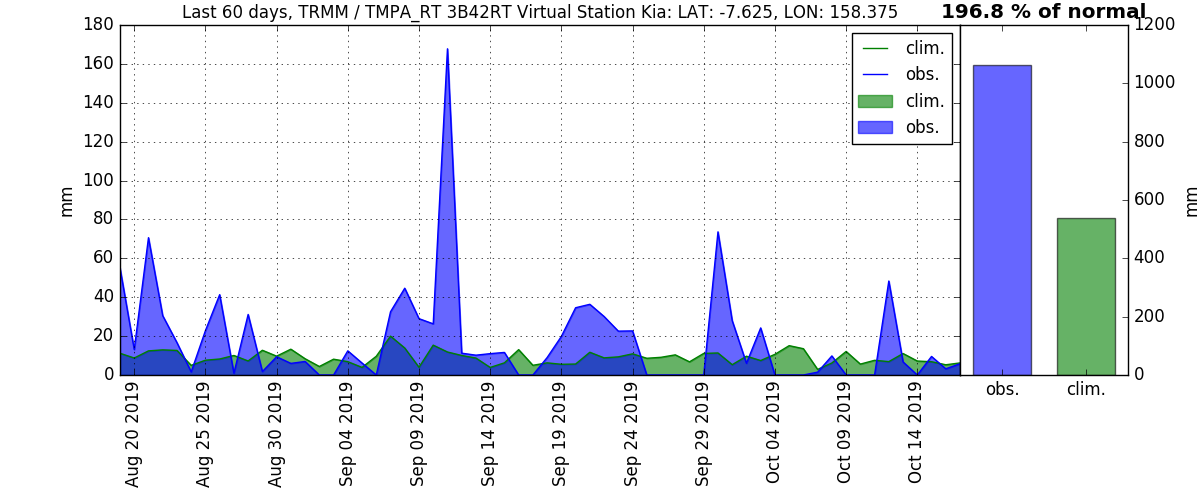 Last 60 days, TRMM / TMPA_RT 3B42RT Virtual Station Kia: LAT: -7.625, LON: 158.375
196.8 % of normal
180
160
140
120
100
80
60
40
20
0
mm
clim.
obs.
clim.
obs.
1200
1000
800
600
400
200
0
mm
Aug 20 2019
Aug 25 2019
Aug 30 2019
Sep 04 2019
Sep 09 2019
Sep 14 2019
Sep 19 2019
Sep 24 2019
Sep 29 2019
Oct 04 2019
Oct 09 2019
Oct 14 2019
obs.
clim.